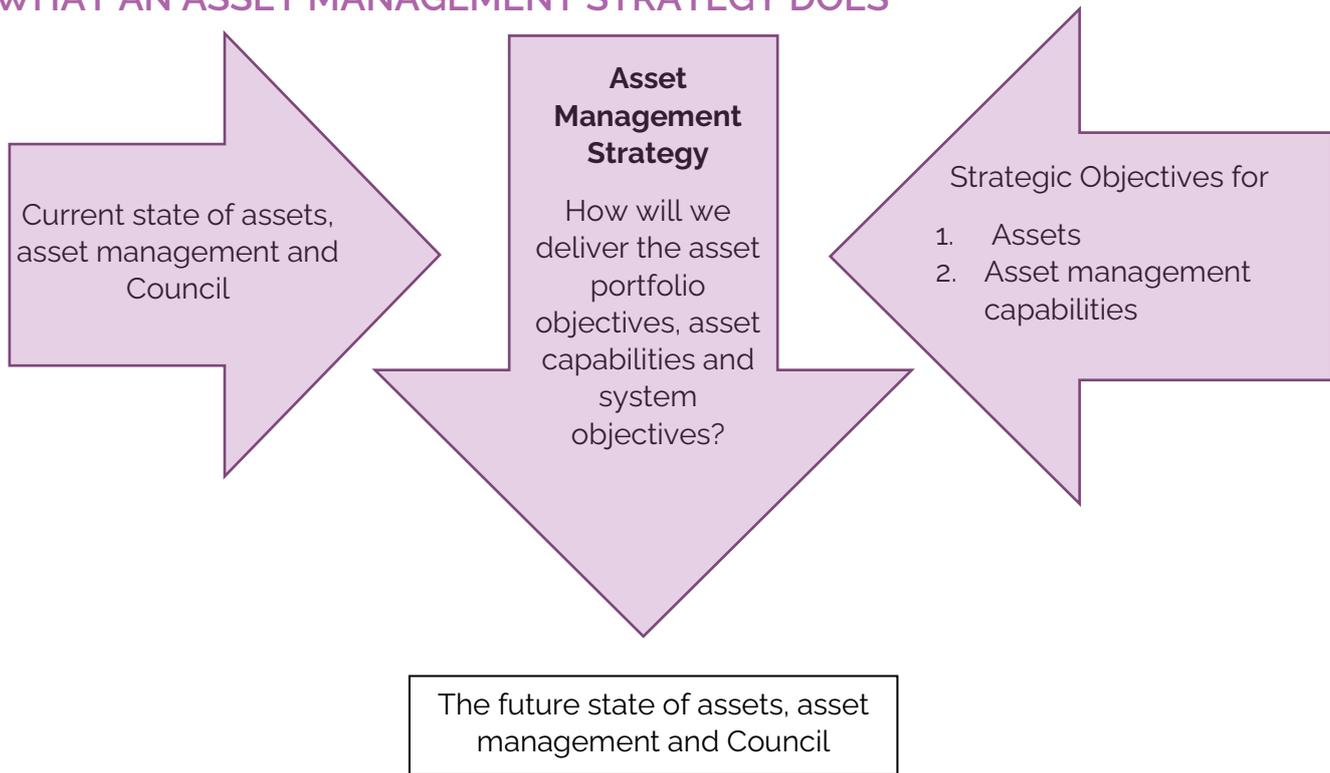 WHAT AN ASSET MANAGEMENT STRATEGY DOES
Current state of assets,
asset management and
Council
Asset
Management
Strategy
How will we
deliver the asset
portfolio
objectives, asset
capabilities and
system
objectives?
Strategic Objectives for
1. Assets
2. Asset management
capabilities
The future state of assets, asset
management and Council